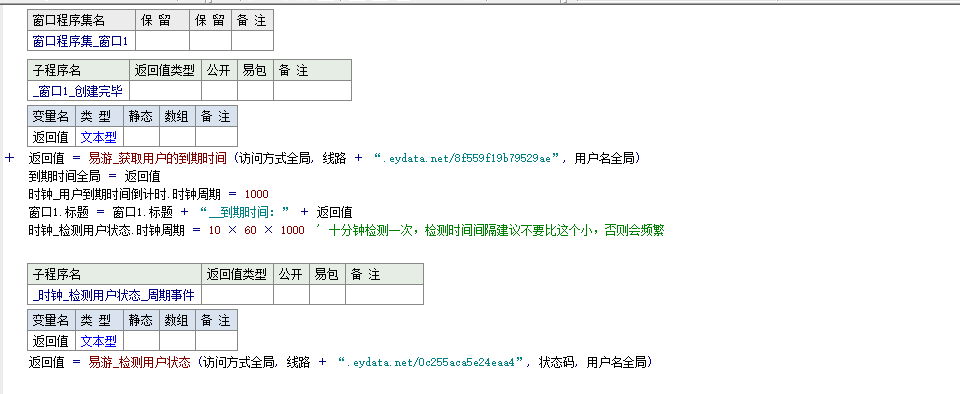 窗口程序集名 保 留 保 留 备 注
窗口程序集_窗口1
子程序名 返回值类型 公开 易包 备 注
_窗口1_创建完毕
变量名 类 型 静态 数组 备 注
返回值 文本型
返回值 = 易游_获取用户的到期时间 (访问方式全局, 线路 + “.eydata.net/8f559f19b79529ae”, 用户名全局)
到期时间全局 = 返回值
时钟_用户到期时间倒计时.时钟周期 = 1000
窗口1.标题 = 窗口1.标题 + “__到期时间：” + 返回值
时钟_检测用户状态.时钟周期 = 10 × 60 × 1000 ' 十分钟检测一次，检测时间间隔建议不要比这个小，否则会频繁
子程序名 返回值类型 公开 易包 备 注
_时钟_检测用户状态_周期事件
变量名 类 型 静态 数组 备 注
返回值 文本型
返回值 = 易游_检测用户状态 (访问方式全局, 线路 + “.eydata.net/0c255aca5e24eaa4”, 状态码, 用户名全局)